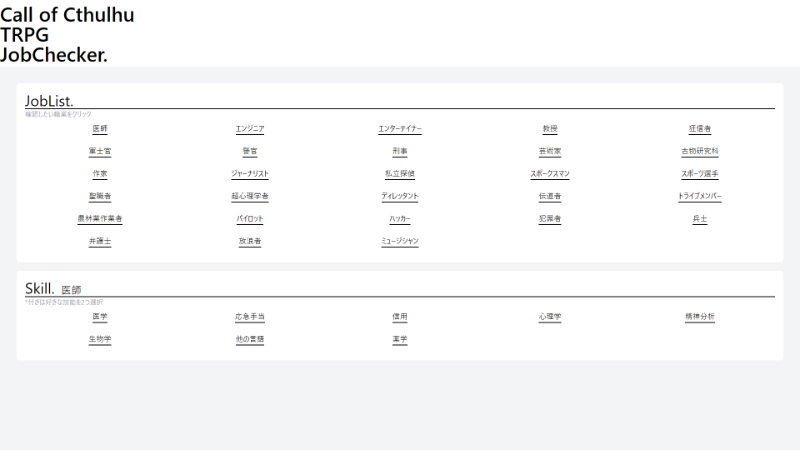 Call of Cthulhu
TRPG
JobChecker.
JobList.
確認したい職業をクリック
医師 エンジニア エンターテイナー 教授 狂信者
軍士官 警官 刑事 芸術家 古物研究科
作家 ジャーナリスト 私立探偵 スポークスマン スポーツ選手
聖職者 超心理学者 ディレッタント 伝道者 トライブメンバー
農林業作業者 パイロット ハッカー 犯罪者 兵士
弁護士 放浪者 ミュージシャン
Skill. 医師
*付きは好きな技能を2つ選択
医学 応急手当 信用 心理学 精神分析
生物学 他の言語 薬学